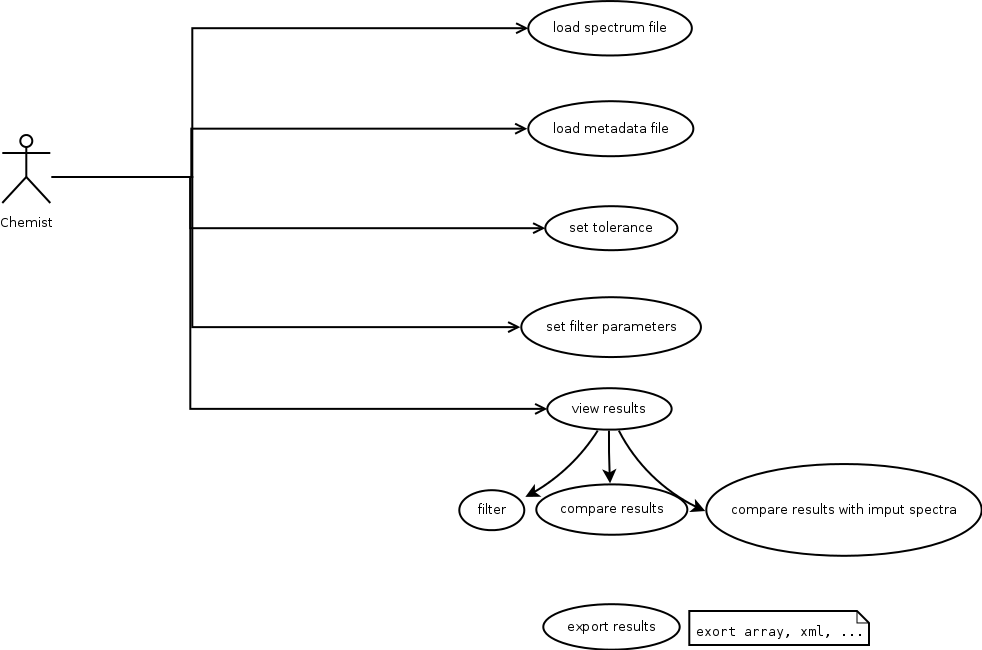 load spectrum file
load metadata file
Chemist
set tolerance
set filter parameters
view results
filter
compare results
compare results with imput spectra
export results
exort array, xml, ...